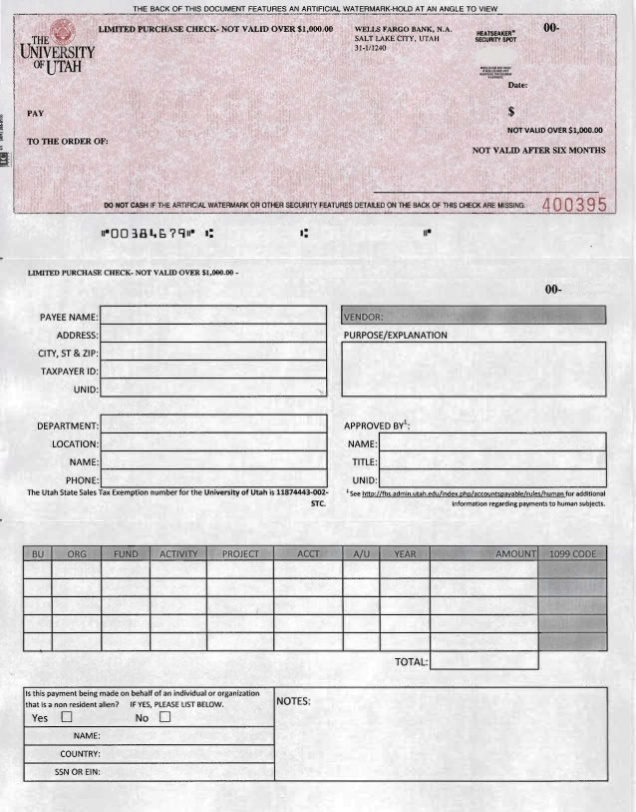 THE BACK OF THIS DOCUMENT FEATURES AN ARTIFICIAL WATERMARK-HOLD AT AN ANGLE TO VIEW
THE
UNIVERSITY
OF UTAH
LIMITED PURCHASE CHECK- NOT VALID OVER $1,000.00
WELLS FARGO BANK, N.A.
SALT LAKE CITY, UTAH
31-1/1240
HEATSEEKER™
SECURITY SPOT
00-
Date:
PAY
$
NOT VALID OVER $1,000.00
TO THE ORDER OF:
NOT VALID AFTER SIX MONTHS
DO NOT CASH IF THE ARTIFICIAL WATERMARK OR OTHER SECURITY FEATURES DETAILED ON THE BACK OF THIS CHECK ARE MISSING.
400395
⑈00384679⑈ ⑆ ⑆ ⑈
LIMITED PURCHASE CHECK- NOT VALID OVER $1,000.00 -
00-
PAYEE NAME:
ADDRESS:
CITY, ST & ZIP:
TAXPAYER ID:
UNID:
VENDOR:
PURPOSE/EXPLANATION
DEPARTMENT:
LOCATION:
NAME:
PHONE:
The Utah State Sales Tax Exemption number for the University of Utah is 11874443-002-
STC.
APPROVED BY¹:
NAME:
TITLE:
UNID:
¹ See http://fbs.admin.utah.edu/index.php/accountspayable/rules/human for additional
information regarding payments to human subjects.
BU ORG FUND ACTIVITY PROJECT ACCT A/U YEAR AMOUNT 1099 CODE
TOTAL:
Is this payment being made on behalf of an individual or organization
that is a non resident alien? IF YES, PLEASE LIST BELOW.
Yes ☐ No ☐
NAME:
COUNTRY:
SSN OR EIN:
NOTES: